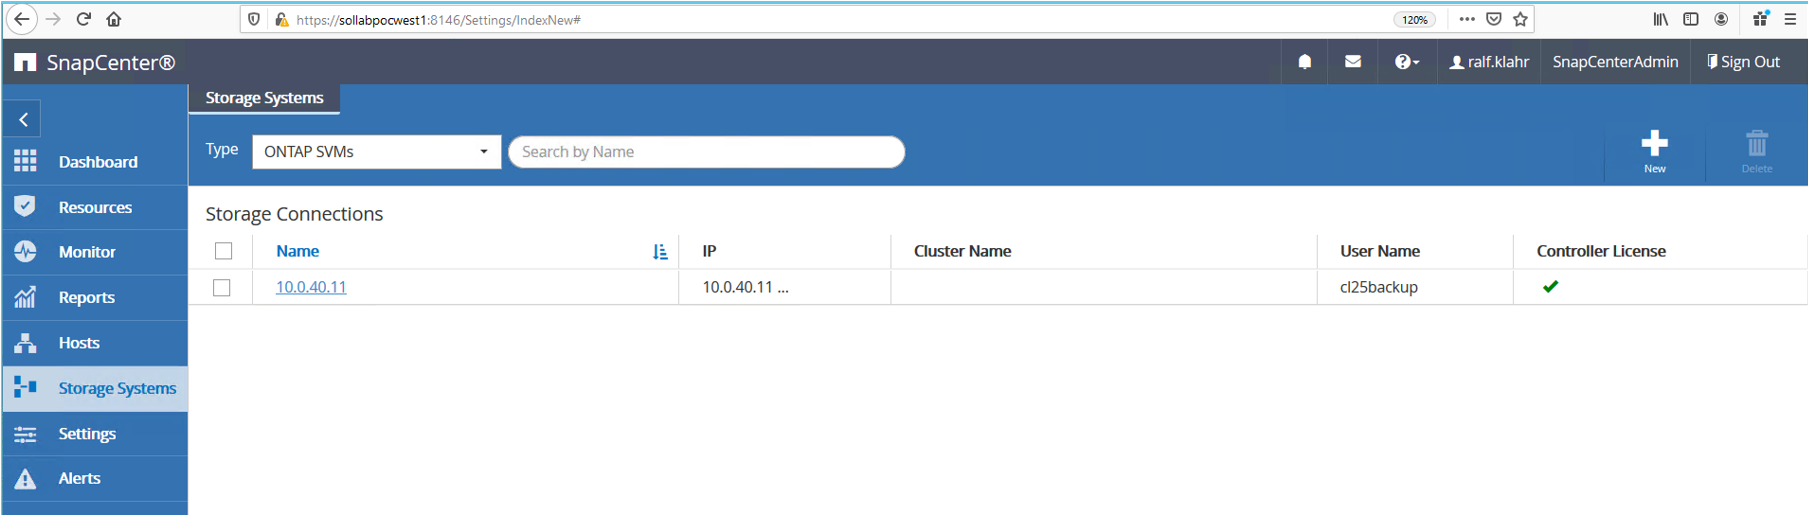 https://sollabpocwest1:8146/Settings/IndexNew#
120%
SnapCenter®
ralf.klahr
SnapCenterAdmin
Sign Out
Storage Systems
Type
ONTAP SVMs
Search by Name
New
Delete
Dashboard
Resources
Monitor
Reports
Hosts
Storage Systems
Settings
Alerts
Storage Connections
Name IP Cluster Name User Name Controller License
10.0.40.11 10.0.40.11 ... cl25backup